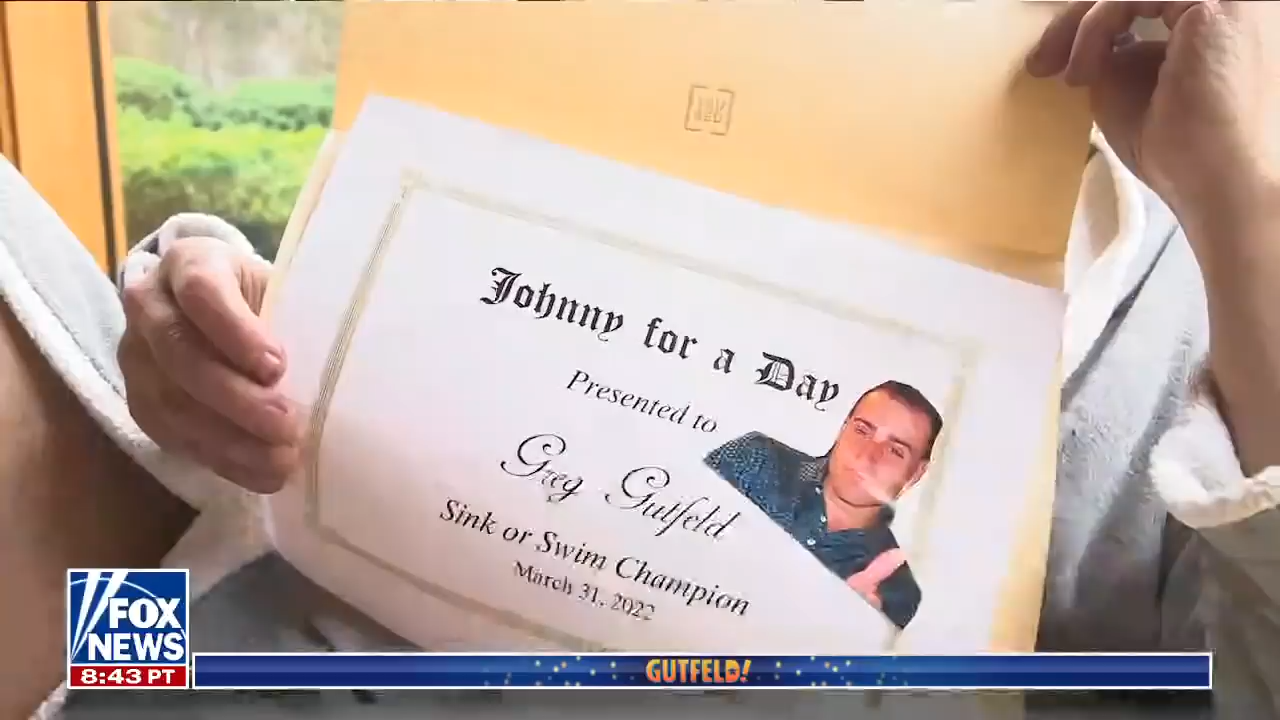 Johnny for a Day
Presented to
Greg Gutfeld
Sink or Swim Champion
March 31, 2022
FOX
NEWS
8:43 PT
GUTFELD!